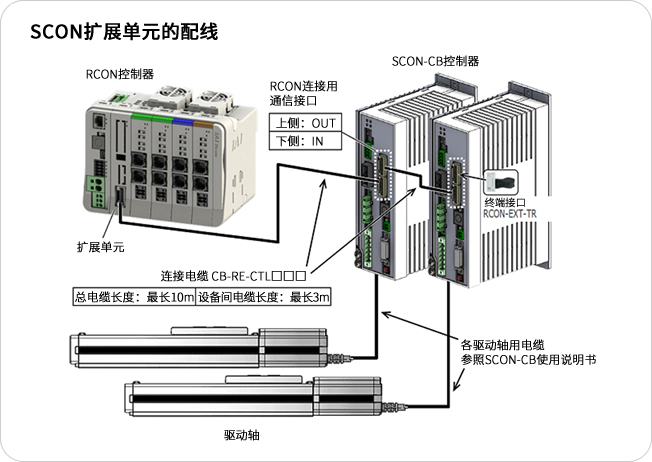 SCON扩展单元的配线
SCON-CB控制器
RCON控制器
RCON连接用
通信接口
上侧：OUT
下侧：IN
终端接口
RCON-EXT-TR
扩展单元
连接电缆 CB-RE-CTL□□□
总电缆长度：最长10m 设备间电缆长度：最长3m
各驱动轴用电缆
参照SCON-CB使用说明书
驱动轴